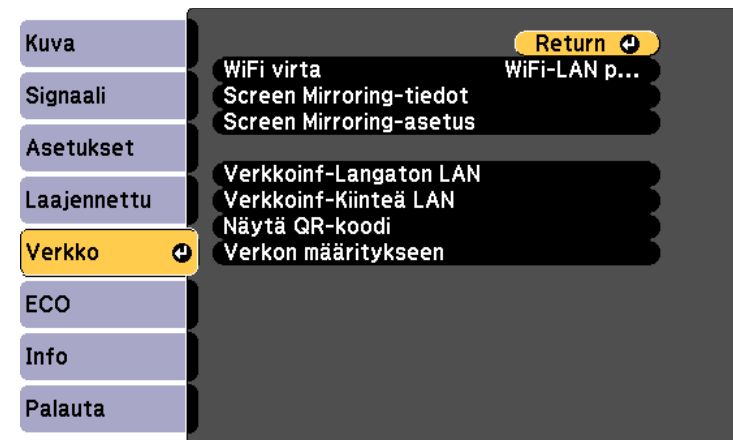 Kuva
Signaali
Asetukset
Laajennettu
Verkko
ECO
Info
Palauta
Return
WiFi virta WiFi-LAN p...
Screen Mirroring-tiedot
Screen Mirroring-asetus
Verkkoinf-Langaton LAN
Verkkoinf-Kiinteä LAN
Näytä QR-koodi
Verkon määritykseen